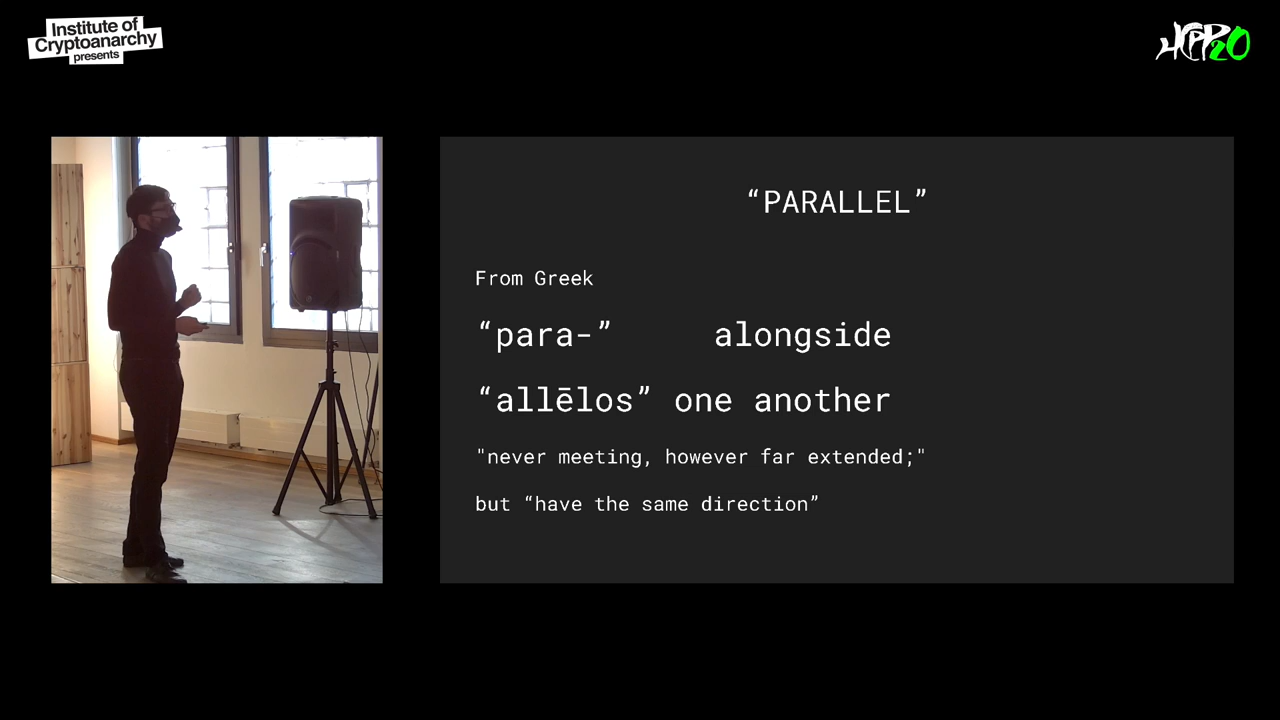 Institute of
Cryptoanarchy
presents
HCPP20
“PARALLEL”
From Greek
“para-” alongside
“allēlos” one another
"never meeting, however far extended;"
but “have the same direction”